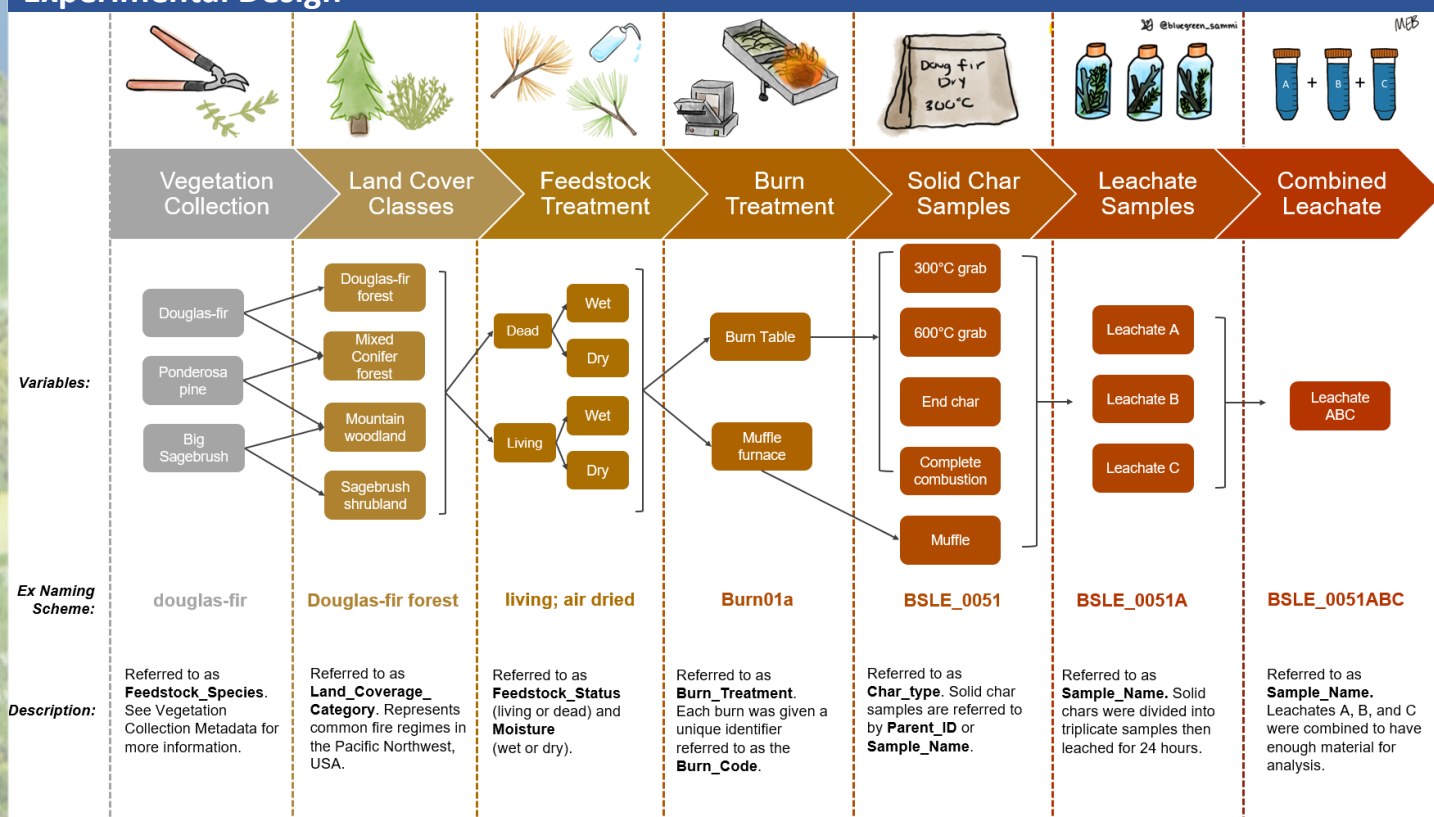 Experimental Design
@bluegreen_sammi
MEB
Doug fir
Dry
300°C
A + B + C
Vegetation
Collection
Land Cover
Classes
Feedstock
Treatment
Burn
Treatment
Solid Char
Samples
Leachate
Samples
Combined
Leachate
Variables:
Douglas-fir
Ponderosa
pine
Big
Sagebrush
Douglas-fir
forest
Mixed
Conifer
forest
Mountain
woodland
Sagebrush
shrubland
Dead
Living
Wet
Dry
Wet
Dry
Burn Table
Muffle
furnace
300°C grab
600°C grab
End char
Complete
combustion
Muffle
Leachate A
Leachate B
Leachate C
Leachate
ABC
Ex Naming
Scheme:
douglas-fir
Douglas-fir forest
living; air dried
Burn01a
BSLE_0051
BSLE_0051A
BSLE_0051ABC
Description:
Referred to as
Feedstock_Species.
See Vegetation
Collection Metadata for
more information.
Referred to as
Land_Coverage_
Category. Represents
common fire regimes in
the Pacific Northwest,
USA.
Referred to as
Feedstock_Status
(living or dead) and
Moisture
(wet or dry).
Referred to as
Burn_Treatment.
Each burn was given a
unique identifier
referred to as the
Burn_Code.
Referred to as
Char_type. Solid char
samples are referred to
by Parent_ID or
Sample_Name.
Referred to as
Sample_Name. Solid
chars were divided into
triplicate samples then
leached for 24 hours.
Referred to as
Sample_Name.
Leachates A, B, and C
were combined to have
enough material for
analysis.